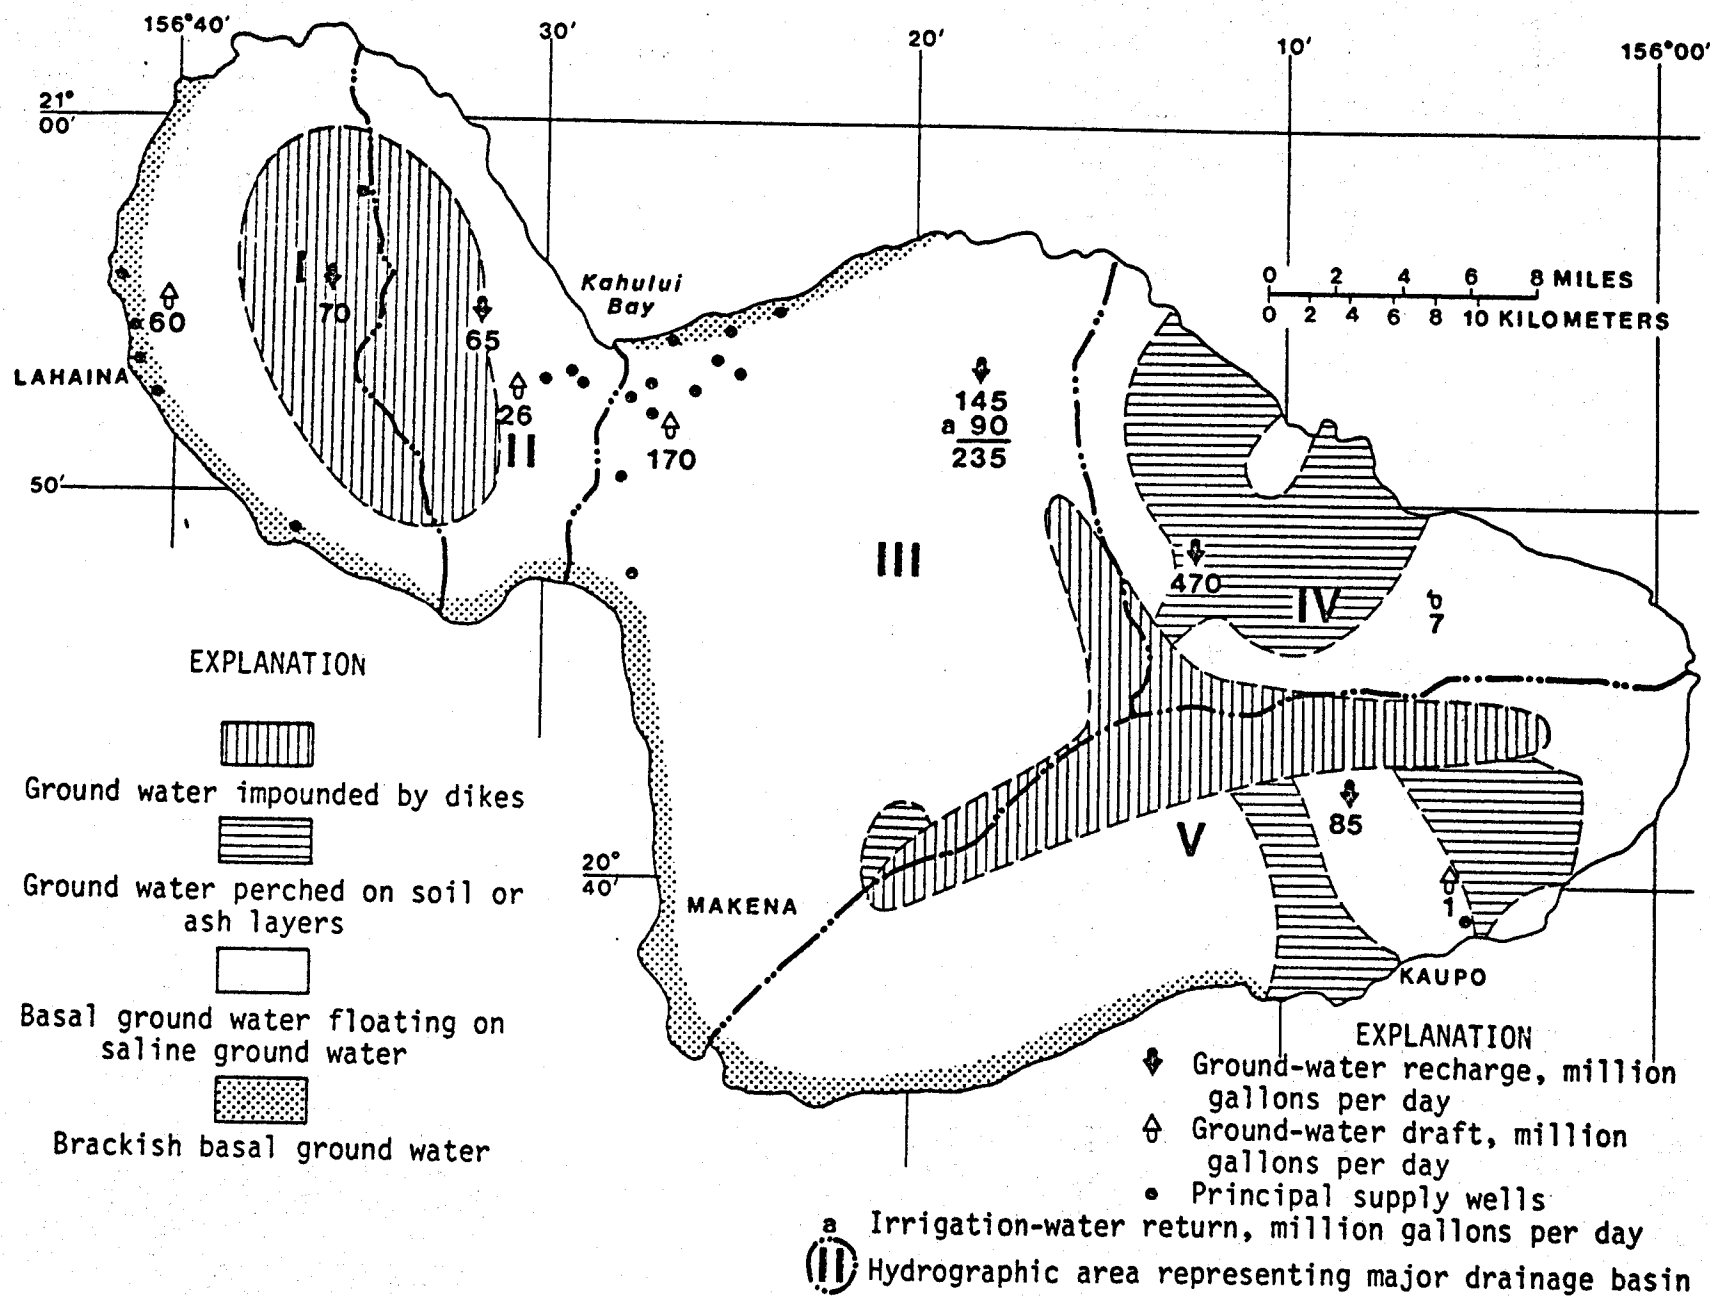 156°40'
30'
20'
10'
156°00'
21°
00'
Kahului
Bay
0 2 4 6 8 MILES
0 2 4 6 8 10 KILOMETERS
I
70
60
65
LAHAINA
26
II
170
145
a 90
235
50'
III
470
IV
7
EXPLANATION
Ground water impounded by dikes
Ground water perched on soil or
ash layers
Basal ground water floating on
saline ground water
Brackish basal ground water
V
85
20°
40'
MAKENA
1
KAUPO
EXPLANATION
Ground-water recharge, million
gallons per day
Ground-water draft, million
gallons per day
Principal supply wells
a Irrigation-water return, million gallons per day
II Hydrographic area representing major drainage basin